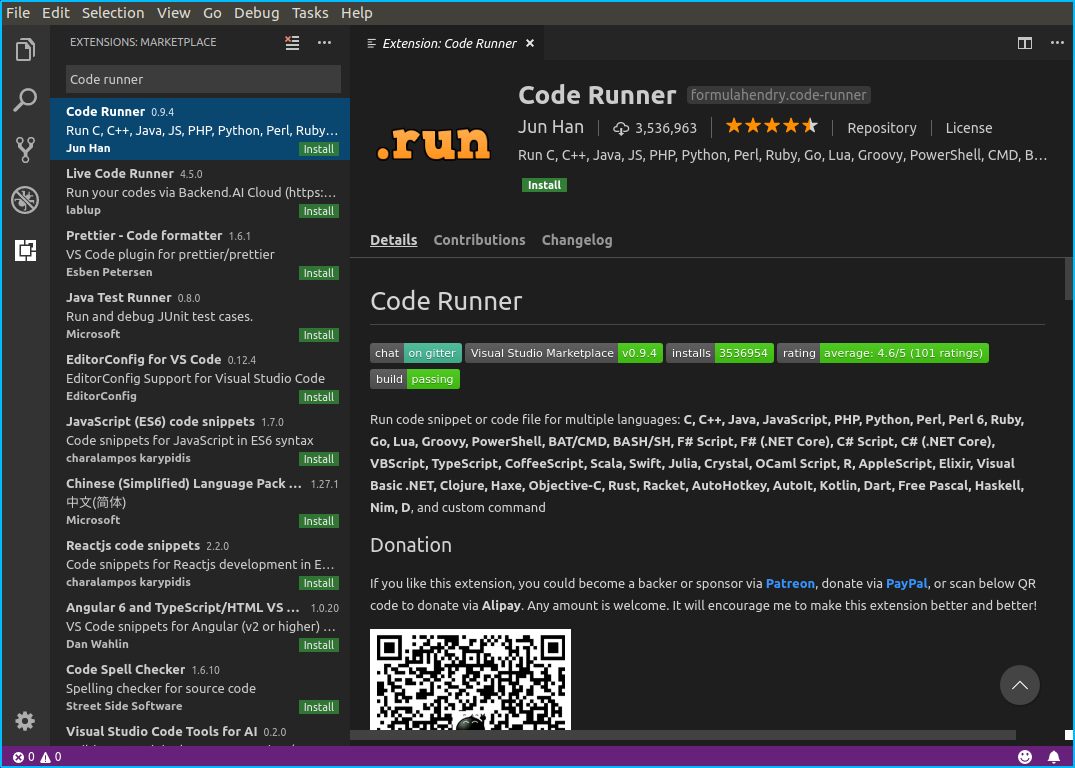 File Edit Selection View Go Debug Tasks Help
EXTENSIONS: MARKETPLACE
Code runner
Code Runner 0.9.4
Run C, C++, Java, JS, PHP, Python, Perl, Ruby...
Jun Han Install
Live Code Runner 4.5.0
Run your codes via Backend.AI Cloud (https:...
lablup Install
Prettier - Code formatter 1.6.1
VS Code plugin for prettier/prettier
Esben Petersen Install
Java Test Runner 0.8.0
Run and debug JUnit test cases.
Microsoft Install
EditorConfig for VS Code 0.12.4
EditorConfig Support for Visual Studio Code
EditorConfig Install
JavaScript (ES6) code snippets 1.7.0
Code snippets for JavaScript in ES6 syntax
charalampos karypidis Install
Chinese (Simplified) Language Pack ... 1.27.1
中文(简体)
Microsoft Install
Reactjs code snippets 2.2.0
Code snippets for Reactjs development in E...
charalampos karypidis Install
Angular 6 and TypeScript/HTML VS ... 1.0.20
VS Code snippets for Angular (v2 or higher) ...
Dan Wahlin Install
Code Spell Checker 1.6.10
Spelling checker for source code
Street Side Software Install
Visual Studio Code Tools for AI 0.2.0
Extension: Code Runner
.run
Code Runner formulahendry.code-runner
Jun Han 3,536,963 Repository License
Run C, C++, Java, JS, PHP, Python, Perl, Ruby, Go, Lua, Groovy, PowerShell, CMD, B...
Install
Details Contributions Changelog
Code Runner
chat on gitter Visual Studio Marketplace v0.9.4 installs 3536954 rating average: 4.6/5 (101 ratings)
build passing
Run code snippet or code file for multiple languages: C, C++, Java, JavaScript, PHP, Python, Perl, Perl 6, Ruby,
Go, Lua, Groovy, PowerShell, BAT/CMD, BASH/SH, F# Script, F# (.NET Core), C# Script, C# (.NET Core),
VBScript, TypeScript, CoffeeScript, Scala, Swift, Julia, Crystal, OCaml Script, R, AppleScript, Elixir, Visual
Basic .NET, Clojure, Haxe, Objective-C, Rust, Racket, AutoHotkey, AutoIt, Kotlin, Dart, Free Pascal, Haskell,
Nim, D, and custom command
Donation
If you like this extension, you could become a backer or sponsor via Patreon, donate via PayPal, or scan below QR
code to donate via Alipay. Any amount is welcome. It will encourage me to make this extension better and better!
0 0